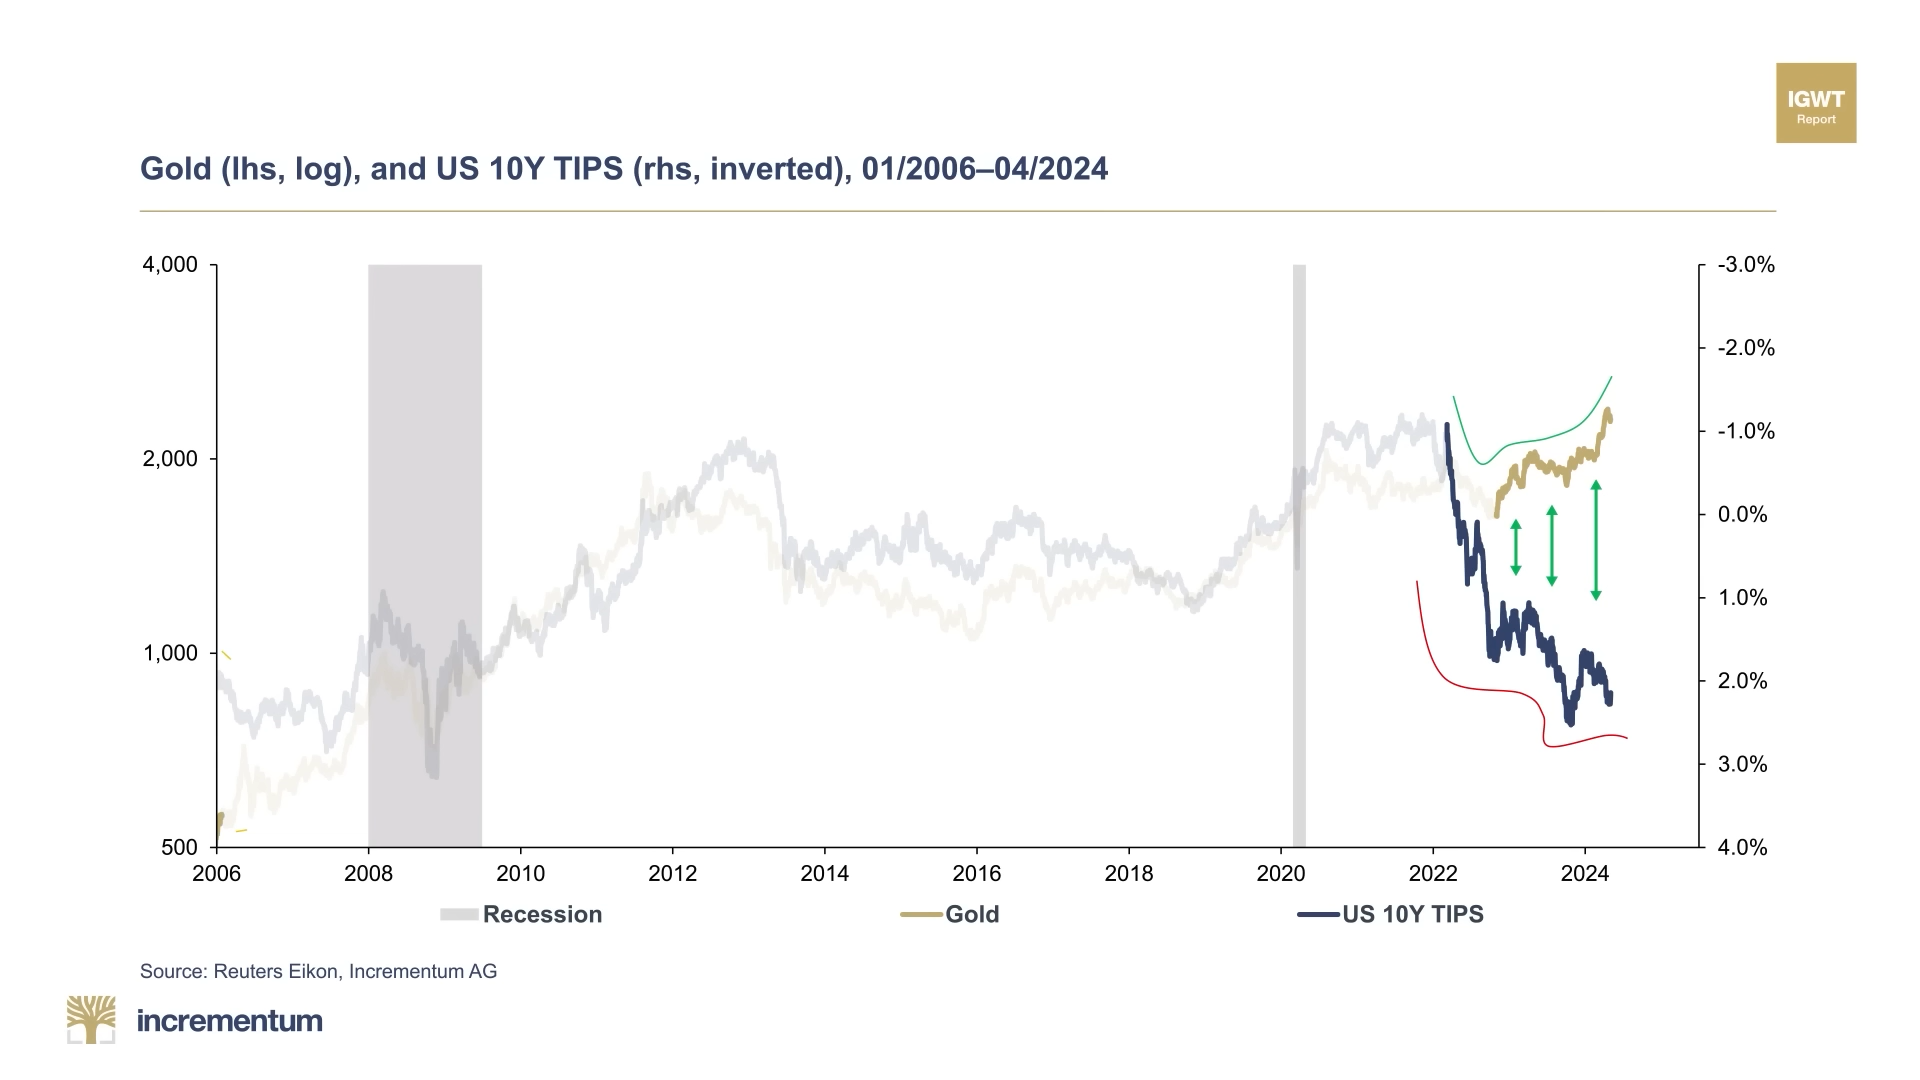 IGWT
Report
Gold (lhs, log), and US 10Y TIPS (rhs, inverted), 01/2006–04/2024
4,000
2,000
1,000
500
-3.0%
-2.0%
-1.0%
0.0%
1.0%
2.0%
3.0%
4.0%
2006 2008 2010 2012 2014 2016 2018 2020 2022 2024
Recession Gold US 10Y TIPS
Source: Reuters Eikon, Incrementum AG
incrementum